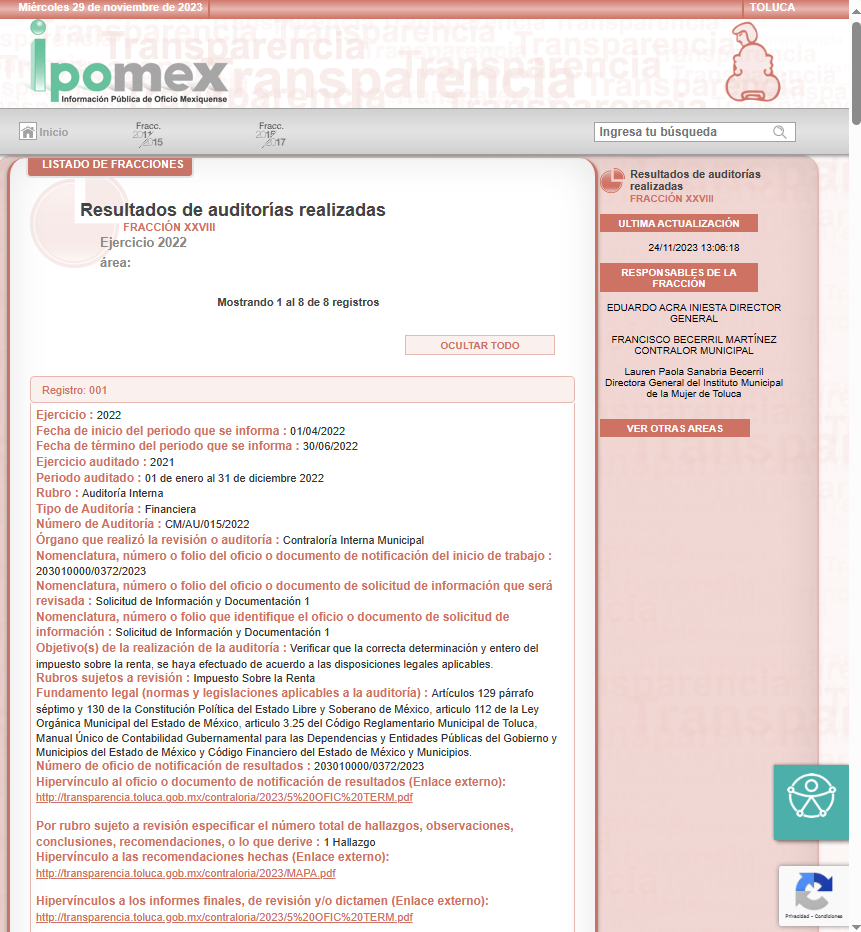 Miércoles 29 de noviembre de 2023
TOLUCA
ipomex
Información Pública de Oficio Mexiquense
Transparencia
Inicio
Fracc.
2011
2015
Fracc.
2018
2017
Ingresa tu búsqueda
LISTADO DE FRACCIONES
Resultados de auditorías realizadas
FRACCIÓN XXVIII
Ejercicio 2022
área:
Mostrando 1 al 8 de 8 registros
OCULTAR TODO
Registro: 001
Ejercicio : 2022
Fecha de inicio del periodo que se informa : 01/04/2022
Fecha de término del periodo que se informa : 30/06/2022
Ejercicio auditado : 2021
Periodo auditado : 01 de enero al 31 de diciembre 2022
Rubro : Auditoría Interna
Tipo de Auditoría : Financiera
Número de Auditoría : CM/AU/015/2022
Órgano que realizó la revisión o auditoría : Contraloría Interna Municipal
Nomenclatura, número o folio del oficio o documento de notificación del inicio de trabajo :
203010000/0372/2023
Nomenclatura, número o folio del oficio o documento de solicitud de información que será
revisada : Solicitud de Información y Documentación 1
Nomenclatura, número o folio que identifique el oficio o documento de solicitud de
información : Solicitud de Información y Documentación 1
Objetivo(s) de la realización de la auditoría : Verificar que la correcta determinación y entero del
impuesto sobre la renta, se haya efectuado de acuerdo a las disposiciones legales aplicables.
Rubros sujetos a revisión : Impuesto Sobre la Renta
Fundamento legal (normas y legislaciones aplicables a la auditoría) : Artículos 129 párrafo
séptimo y 130 de la Constitución Política del Estado Libre y Soberano de México, articulo 112 de la Ley
Orgánica Municipal del Estado de México, articulo 3.25 del Código Reglamentario Municipal de Toluca,
Manual Único de Contabilidad Gubernamental para las Dependencias y Entidades Públicas del Gobierno y
Municipios del Estado de México y Código Financiero del Estado de México y Municipios.
Número de oficio de notificación de resultados : 203010000/0372/2023
Hipervínculo al oficio o documento de notificación de resultados (Enlace externo):
http://transparencia.toluca.gob.mx/contraloria/2023/5%20OFIC%20TERM.pdf
Por rubro sujeto a revisión especificar el número total de hallazgos, observaciones,
conclusiones, recomendaciones, o lo que derive : 1 Hallazgo
Hipervínculo a las recomendaciones hechas (Enlace externo):
http://transparencia.toluca.gob.mx/contraloria/2023/MAPA.pdf
Hipervínculos a los informes finales, de revisión y/o dictamen (Enlace externo):
http://transparencia.toluca.gob.mx/contraloria/2023/5%20OFIC%20TERM.pdf
Resultados de auditorías
realizadas
FRACCIÓN XXVIII
ULTIMA ACTUALIZACIÓN
24/11/2023 13:06:18
RESPONSABLES DE LA
FRACCIÓN
EDUARDO ACRA INIESTA DIRECTOR
GENERAL
FRANCISCO BECERRIL MARTÍNEZ
CONTRALOR MUNICIPAL
Lauren Paola Sanabria Becerril
Directora General del Instituto Municipal
de la Mujer de Toluca
VER OTRAS AREAS
Privacidad - Condiciones